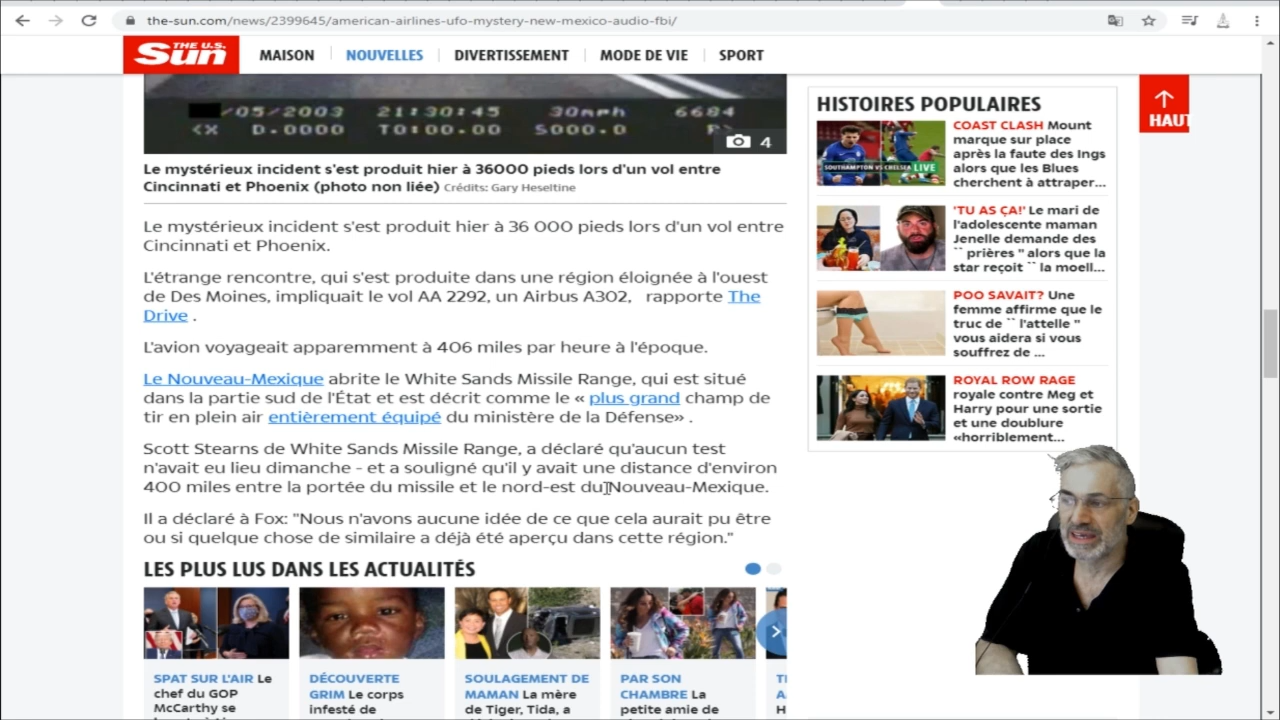 the-sun.com/news/2399645/american-airlines-ufo-mystery-new-mexico-audio-fbi/
THE U.S.
Sun
MAISON
NOUVELLES
DIVERTISSEMENT
MODE DE VIE
SPORT
/05/2003 21:30:45 30mph 6684
<X D.0000 T0:00.00 S000.0 P>
4
Le mystérieux incident s'est produit hier à 36000 pieds lors d'un vol entre
Cincinnati et Phoenix (photo non liée) Crédits: Gary Heseltine
Le mystérieux incident s'est produit hier à 36 000 pieds lors d'un vol entre
Cincinnati et Phoenix.
L'étrange rencontre, qui s'est produite dans une région éloignée à l'ouest
de Des Moines, impliquait le vol AA 2292, un Airbus A302, rapporte The
Drive .
L'avion voyageait apparemment à 406 miles par heure à l'époque.
Le Nouveau-Mexique abrite le White Sands Missile Range, qui est situé
dans la partie sud de l'État et est décrit comme le « plus grand champ de
tir en plein air entièrement équipé du ministère de la Défense» .
Scott Stearns de White Sands Missile Range, a déclaré qu'aucun test
n'avait eu lieu dimanche - et a souligné qu'il y avait une distance d'environ
400 miles entre la portée du missile et le nord-est du Nouveau-Mexique.
Il a déclaré à Fox: "Nous n'avons aucune idée de ce que cela aurait pu être
ou si quelque chose de similaire a déjà été aperçu dans cette région."
LES PLUS LUS DANS LES ACTUALITÉS
SPAT SUR L'AIR Le
chef du GOP
McCarthy se
DÉCOUVERTE
GRIM Le corps
infesté de
SOULAGEMENT DE
MAMAN La mère
de Tiger, Tida, a
PAR SON
CHAMBRE La
petite amie de
HISTOIRES POPULAIRES
SOUTHAMPTON VS CHELSEA LIVE
COAST CLASH Mount
marque sur place
après la faute des Ings
alors que les Blues
cherchent à attraper...
'TU AS ÇA!' Le mari de
l'adolescente maman
Jenelle demande des
`` prières '' alors que la
star reçoit `` la moell...
POO SAVAIT? Une
femme affirme que le
truc de `` l'attelle ''
vous aidera si vous
souffrez de ...
ROYAL ROW RAGE
royale contre Meg et
Harry pour une sortie
et une doublure
«horriblement...
HAUT